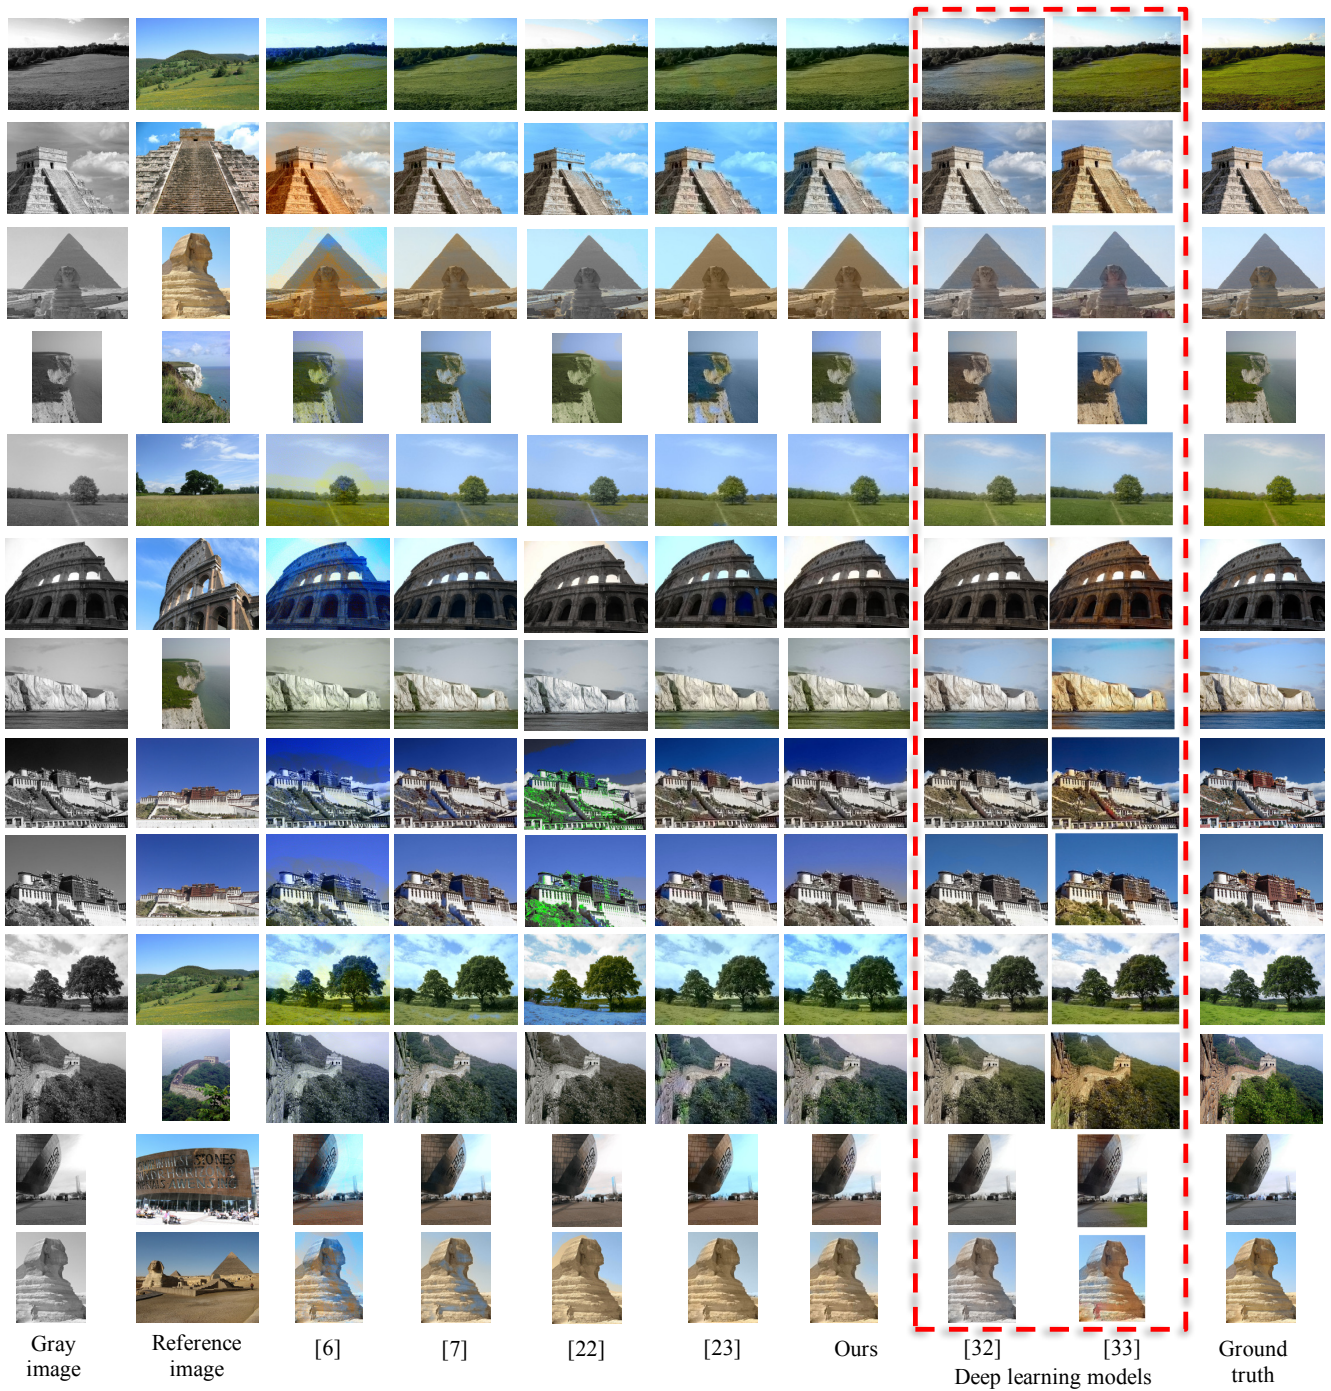 Gray
image
Reference
image
[6]
[7]
[22]
[23]
Ours
[32]
[33]
Deep learning models
Ground
truth